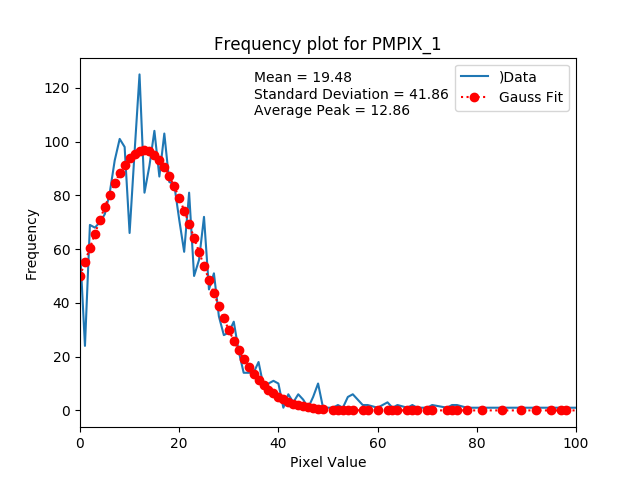 Frequency plot for PMPIX_1
Mean = 19.48
Standard Deviation = 41.86
Average Peak = 12.86
)Data
Gauss Fit
Frequency
120
100
80
60
40
20
0
0 20 40 60 80 100
Pixel Value